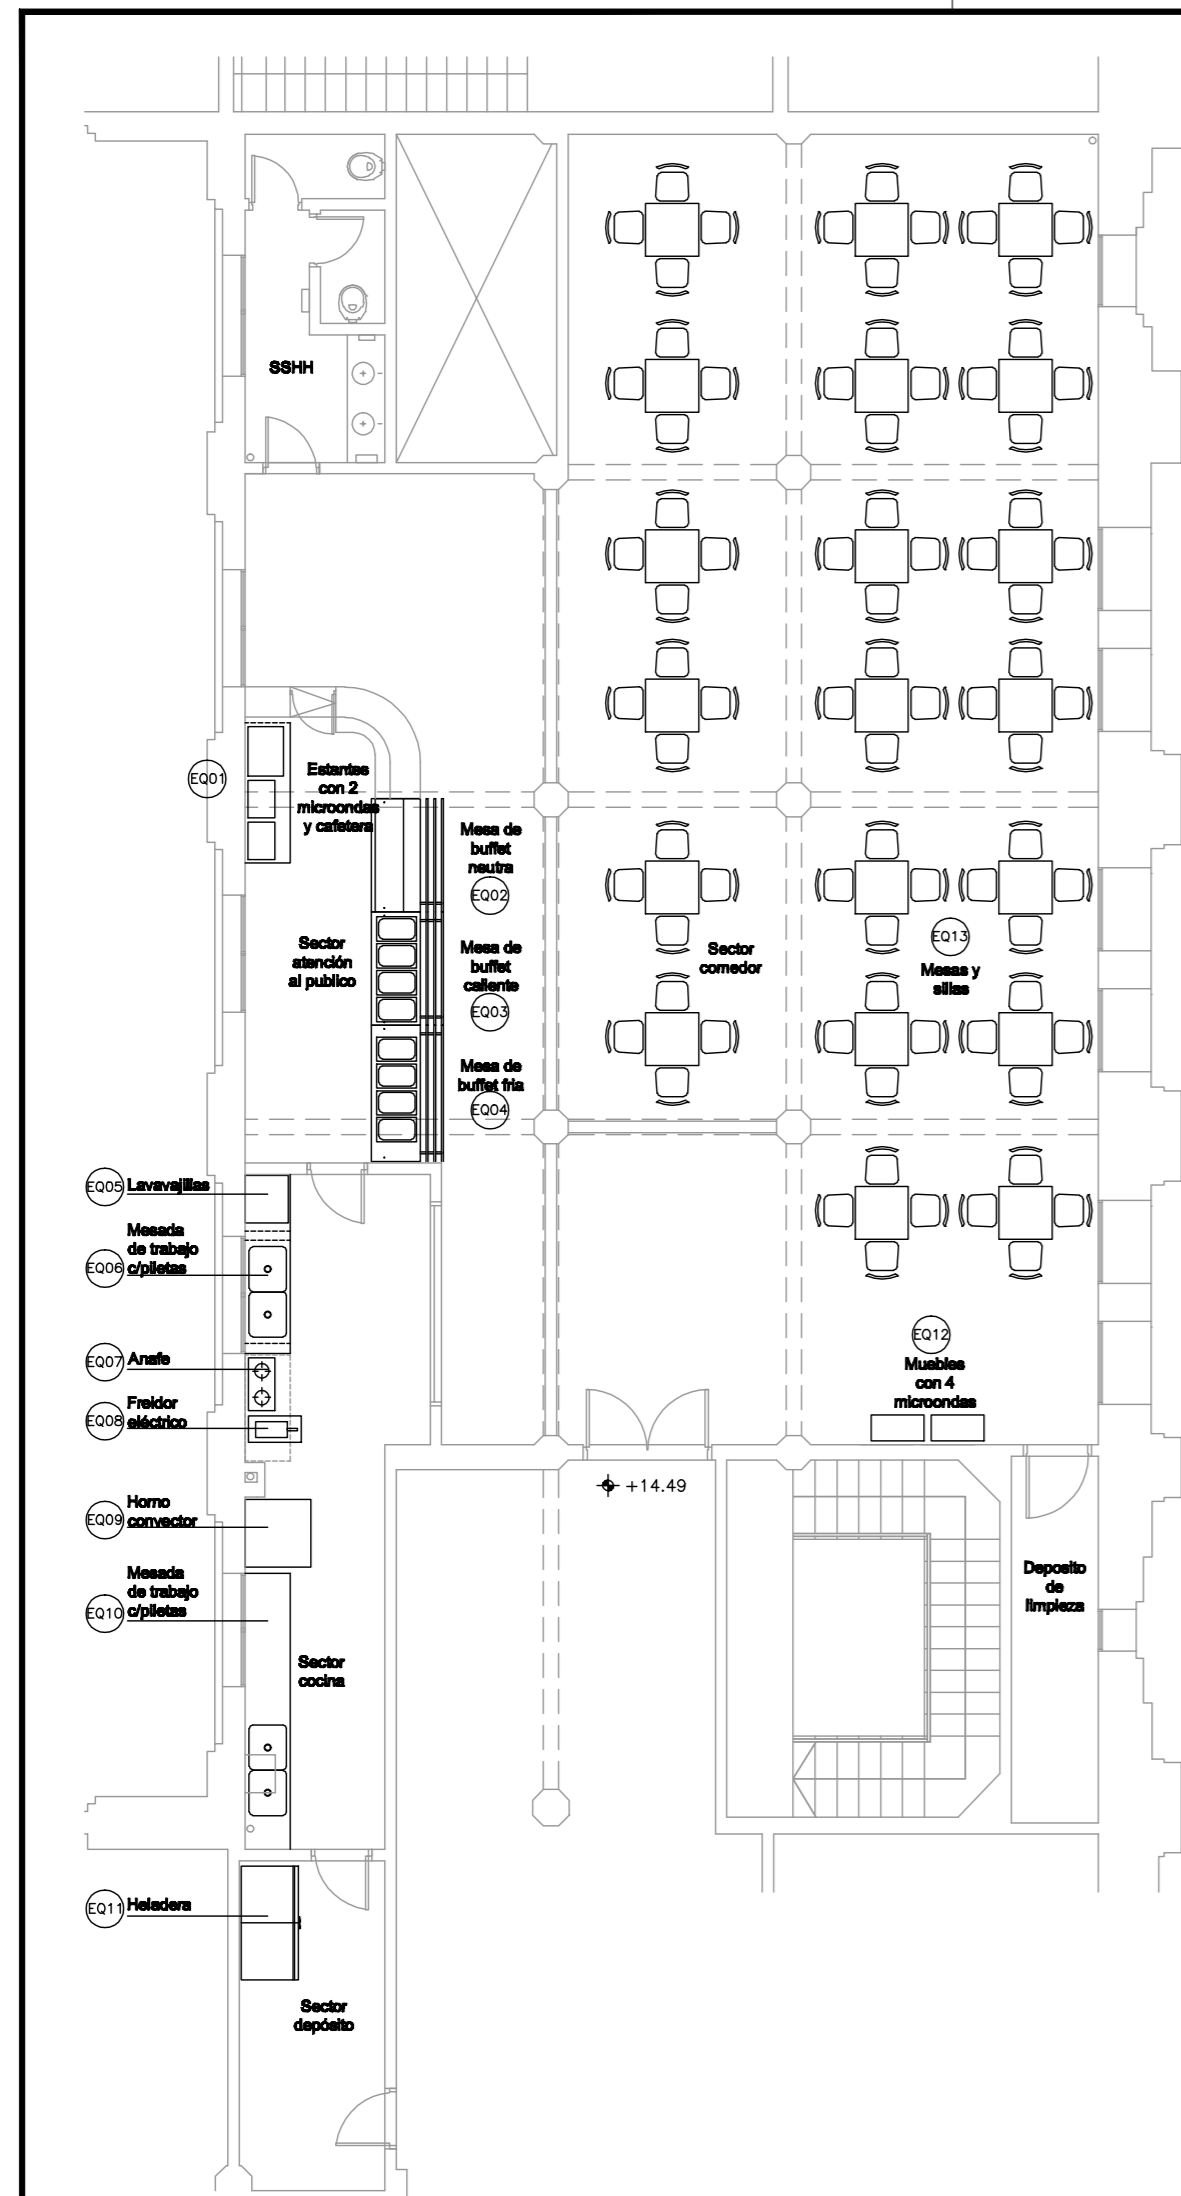 SSHH
EQ01
Estantes
con 2
microondas
y cafetera
Mesa de
buffet
neutra
EQ02
Sector
atención
al publico
Mesa de
buffet
caliente
EQ03
Sector
comedor
EQ13
Mesas y
sillas
Mesa de
buffet fria
EQ04
EQ05 Lavavajillas
Mesada
de trabajo
EQ06 c/piletas
EQ07 Anafe
Freidor
EQ08 eléctrico
EQ12
Muebles
con 4
microondas
+14.49
Horno
EQ09 convector
Mesada
de trabajo
EQ10 c/piletas
Deposito
de
limpieza
Sector
cocina
EQ11 Heladera
Sector
depósito